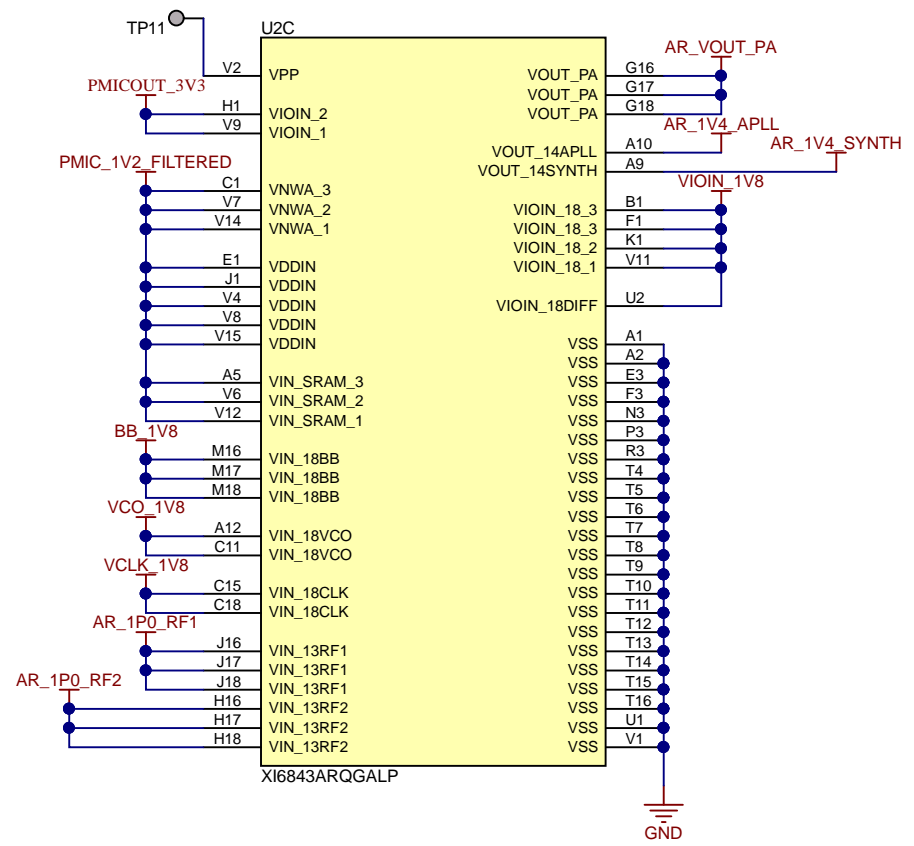 TP11
U2C
V2 VPP
PMICOUT_3V3
H1 VIOIN_2
V9 VIOIN_1
PMIC_1V2_FILTERED
C1 VNWA_3
V7 VNWA_2
V14 VNWA_1
E1 VDDIN
J1 VDDIN
V4 VDDIN
V8 VDDIN
V15 VDDIN
A5 VIN_SRAM_3
V6 VIN_SRAM_2
V12 VIN_SRAM_1
BB_1V8
M16 VIN_18BB
M17 VIN_18BB
M18 VIN_18BB
VCO_1V8
A12 VIN_18VCO
C11 VIN_18VCO
VCLK_1V8
C15 VIN_18CLK
C18 VIN_18CLK
AR_1P0_RF1
J16 VIN_13RF1
J17 VIN_13RF1
J18 VIN_13RF1
AR_1P0_RF2
H16 VIN_13RF2
H17 VIN_13RF2
H18 VIN_13RF2
XI6843ARQGALP
AR_VOUT_PA
VOUT_PA G16
VOUT_PA G17
VOUT_PA G18
AR_1V4_APLL
VOUT_14APLL A10
AR_1V4_SYNTH
VOUT_14SYNTH A9
VIOIN_1V8
VIOIN_18_3 B1
VIOIN_18_3 F1
VIOIN_18_2 K1
VIOIN_18_1 V11
VIOIN_18DIFF U2
VSS A1
VSS A2
VSS E3
VSS F3
VSS N3
VSS P3
VSS R3
VSS T4
VSS T5
VSS T6
VSS T7
VSS T8
VSS T9
VSS T10
VSS T11
VSS T12
VSS T13
VSS T14
VSS T15
VSS T16
VSS U1
VSS V1
GND